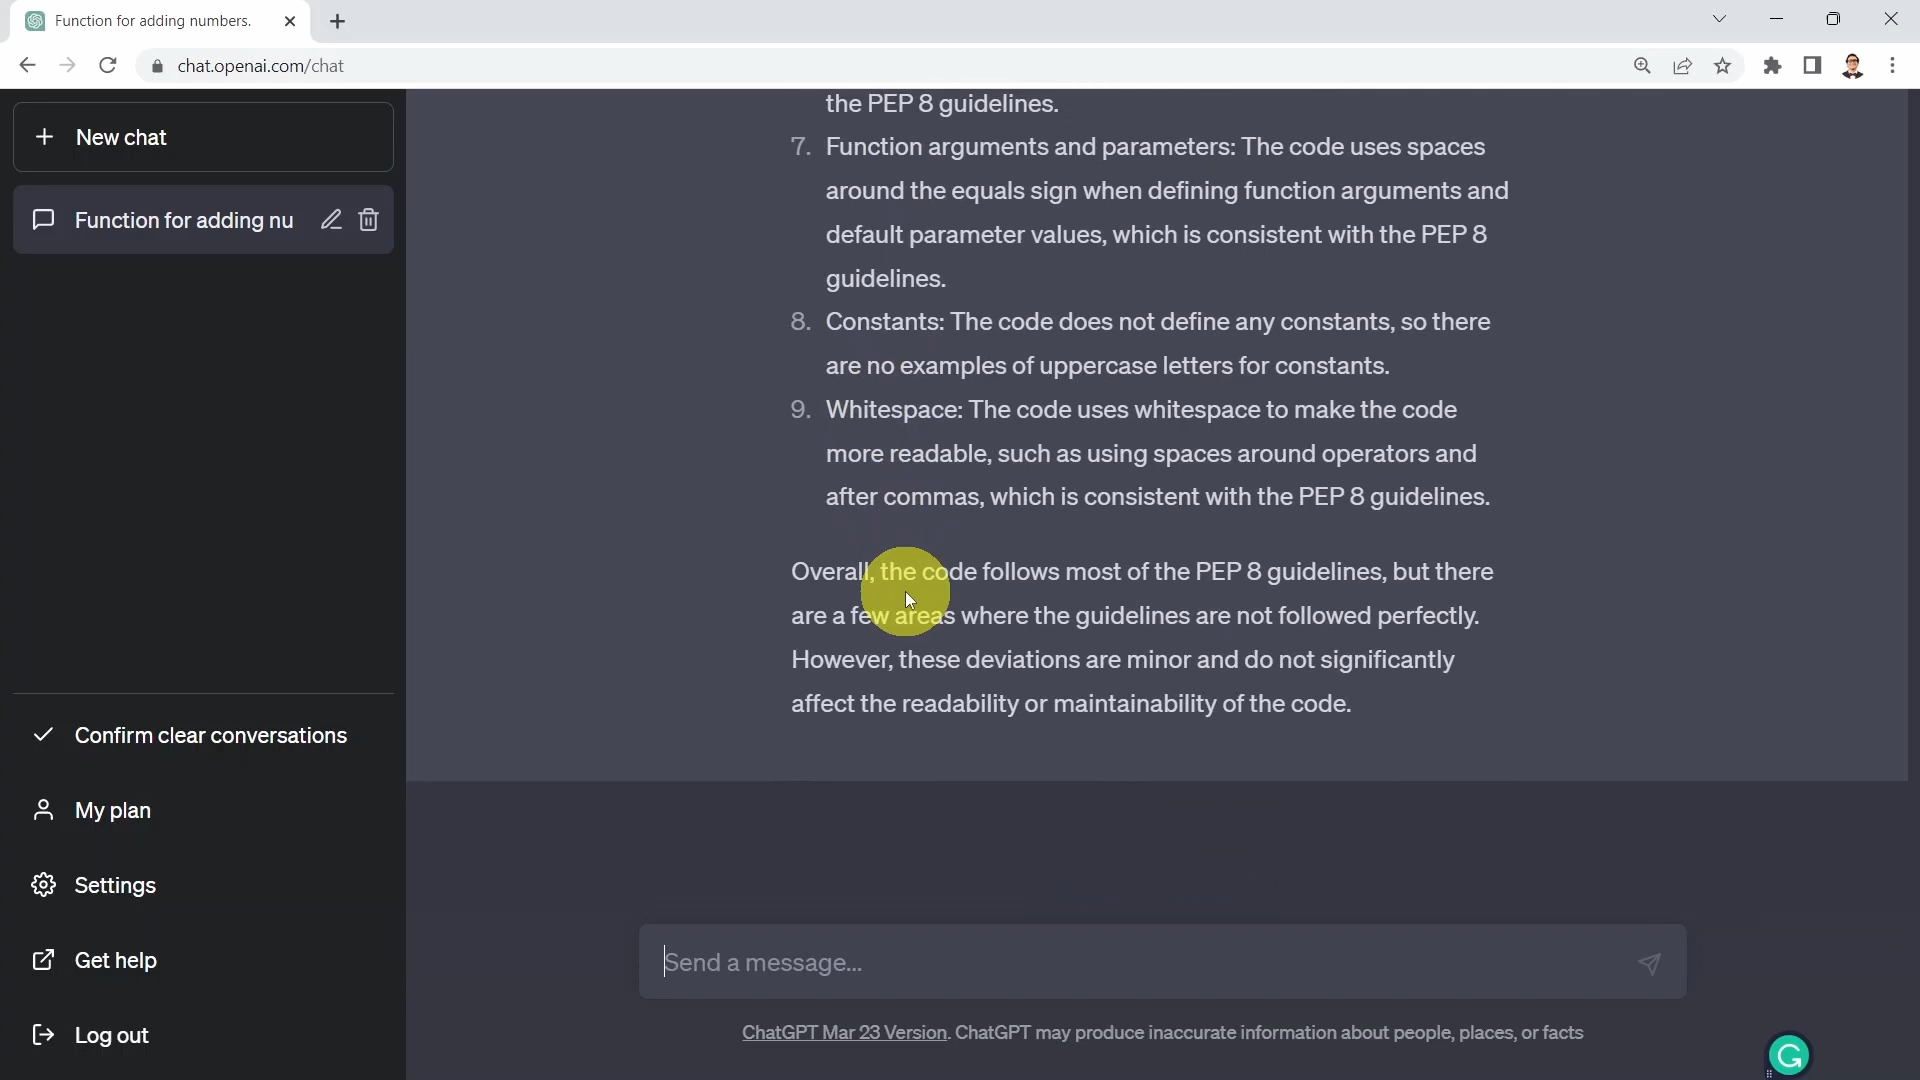 Function for adding numbers.
chat.openai.com/chat
New chat
Function for adding nu
Confirm clear conversations
My plan
Settings
Get help
Log out
the PEP 8 guidelines.
7. Function arguments and parameters: The code uses spaces
around the equals sign when defining function arguments and
default parameter values, which is consistent with the PEP 8
guidelines.
8. Constants: The code does not define any constants, so there
are no examples of uppercase letters for constants.
9. Whitespace: The code uses whitespace to make the code
more readable, such as using spaces around operators and
after commas, which is consistent with the PEP 8 guidelines.
Overall, the code follows most of the PEP 8 guidelines, but there
are a few areas where the guidelines are not followed perfectly.
However, these deviations are minor and do not significantly
affect the readability or maintainability of the code.
Send a message...
ChatGPT Mar 23 Version. ChatGPT may produce inaccurate information about people, places, or facts